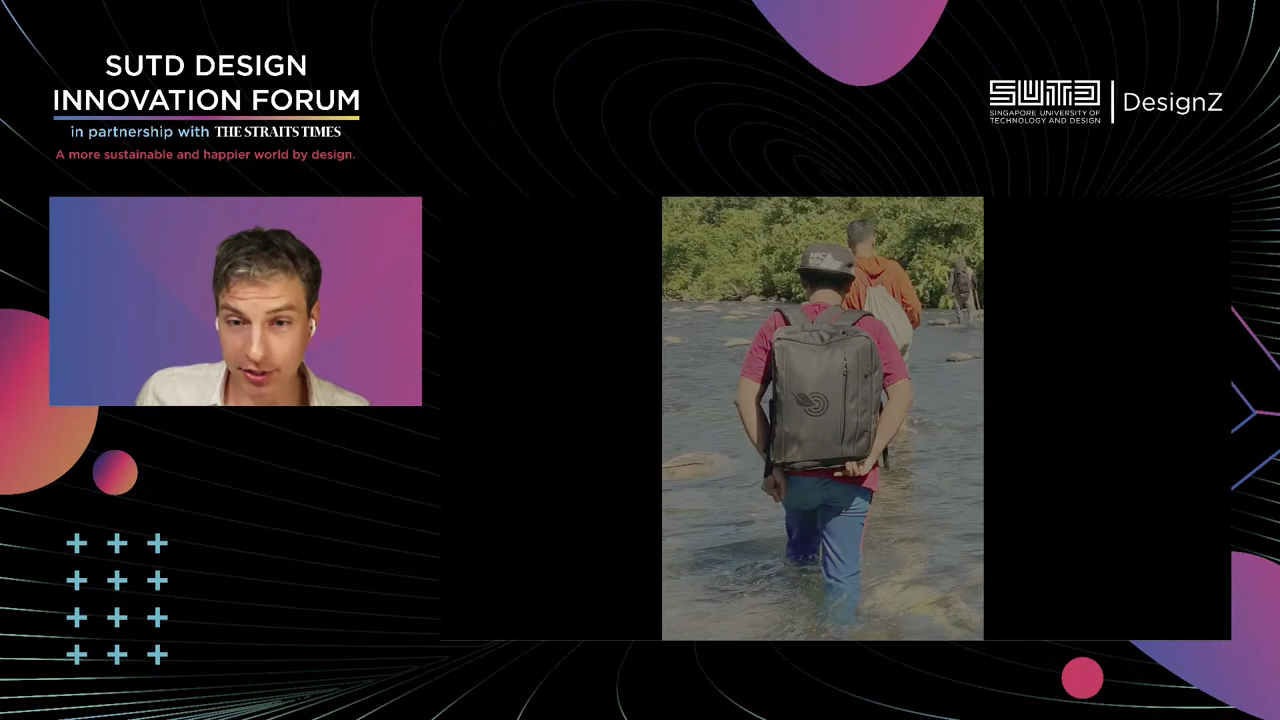 SUTD DESIGN
INNOVATION FORUM
in partnership with THE STRAITS TIMES
A more sustainable and happier world by design.
SUTD
SINGAPORE UNIVERSITY OF
TECHNOLOGY AND DESIGN
DesignZ